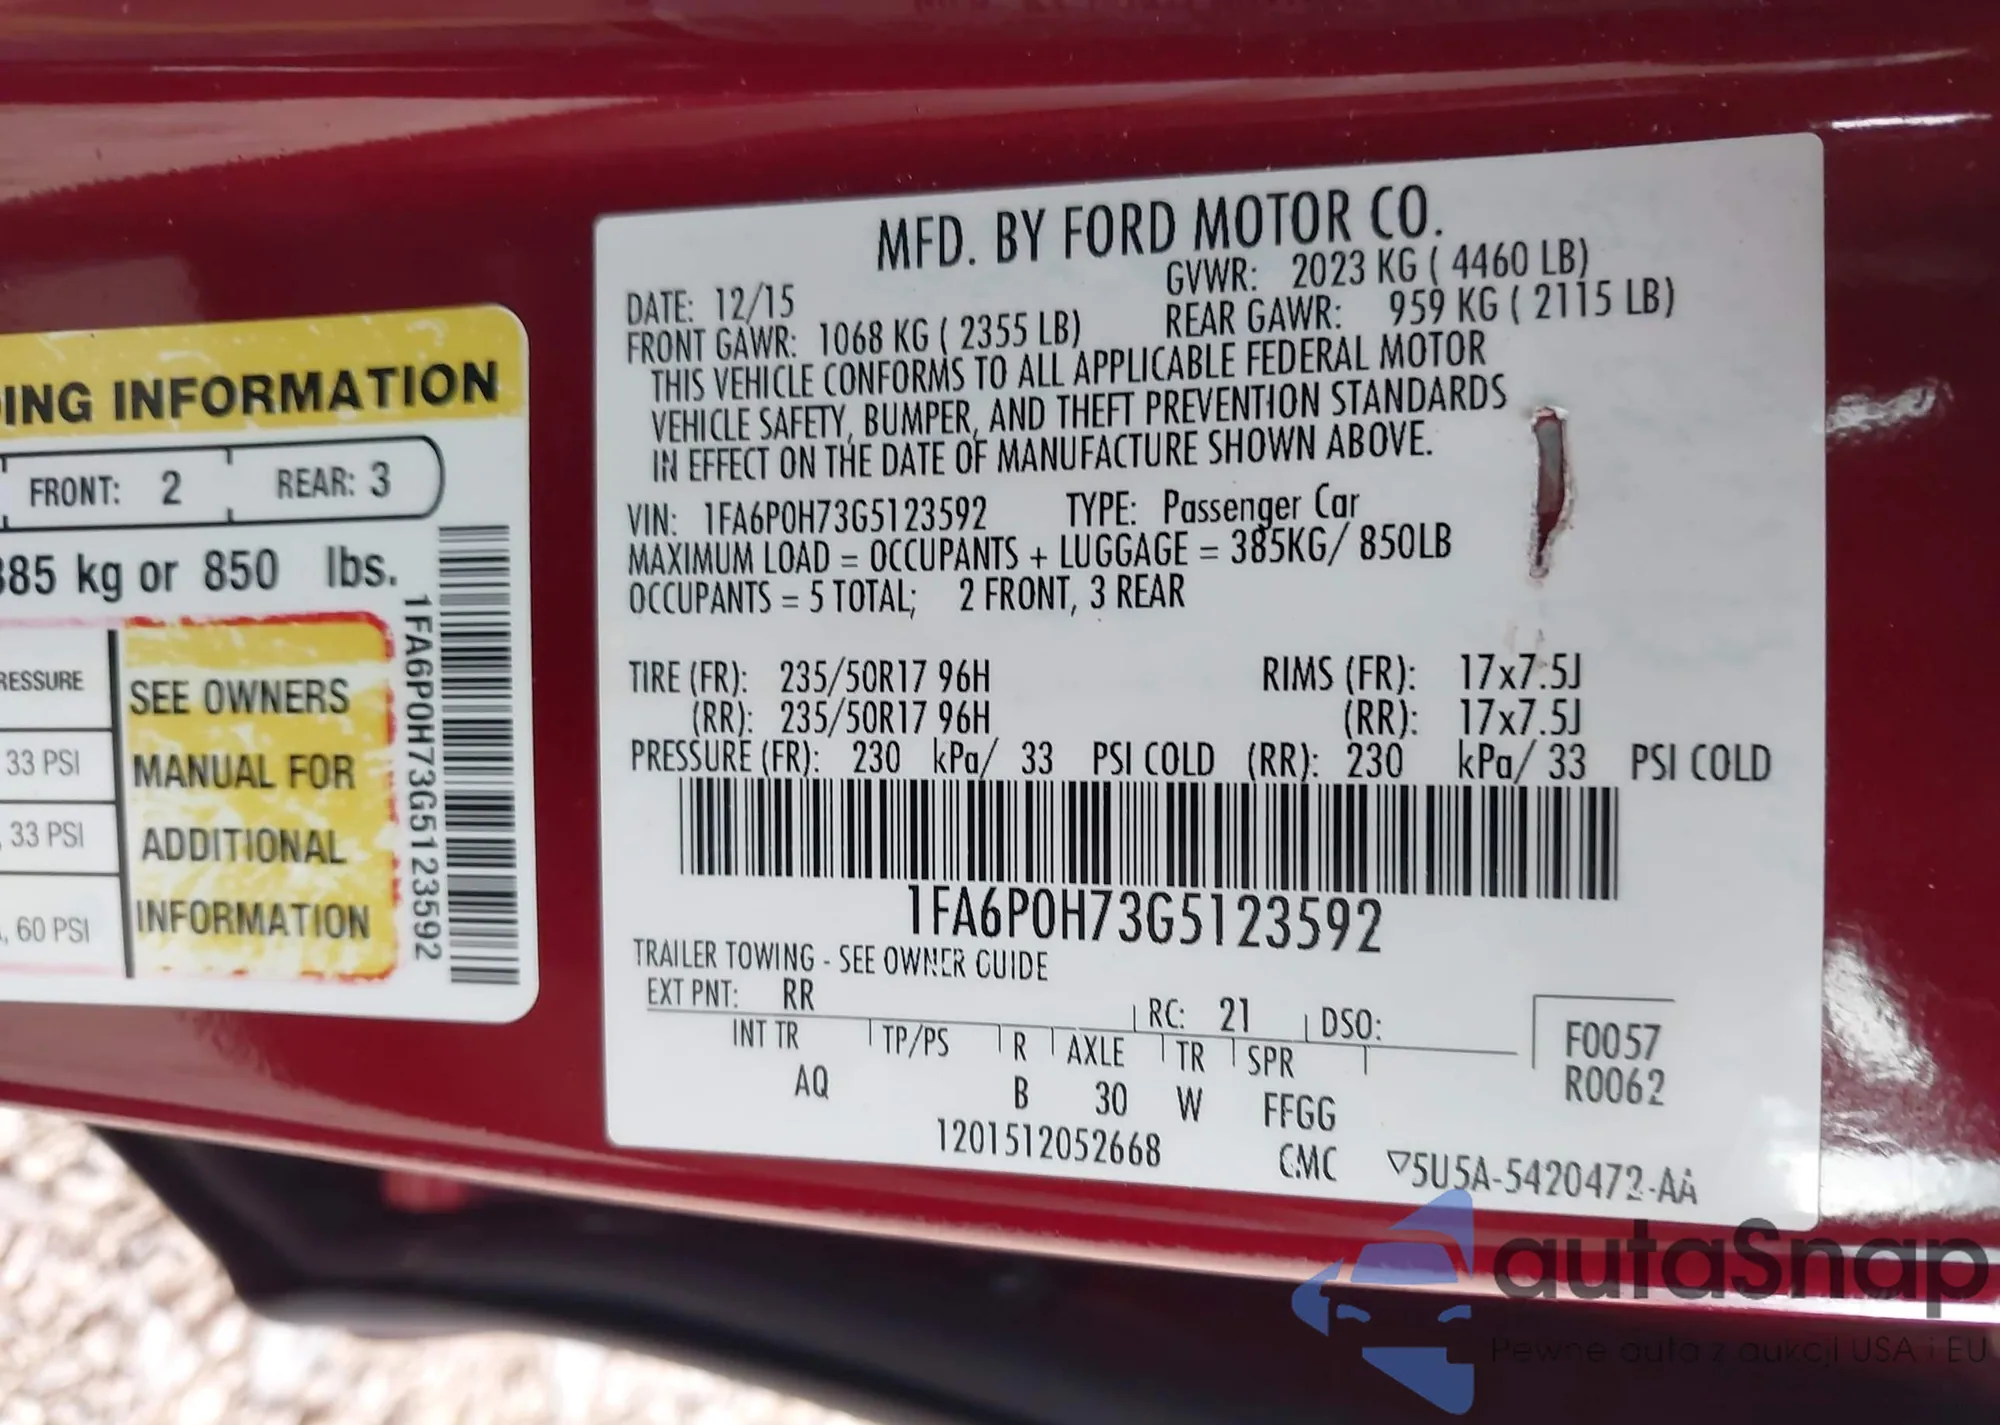 ING INFORMATION
FRONT: 2 REAR: 3
385 kg or 850 lbs.
RESSURE
33 PSI
33 PSI
, 60 PSI
SEE OWNERS
MANUAL FOR
ADDITIONAL
INFORMATION
1FA6P0H73G5123592
MFD. BY FORD MOTOR CO.
DATE: 12/15 GVWR: 2023 KG ( 4460 LB)
FRONT GAWR: 1068 KG ( 2355 LB) REAR GAWR: 959 KG ( 2115 LB)
THIS VEHICLE CONFORMS TO ALL APPLICABLE FEDERAL MOTOR
VEHICLE SAFETY, BUMPER, AND THEFT PREVENTION STANDARDS
IN EFFECT ON THE DATE OF MANUFACTURE SHOWN ABOVE.
VIN: 1FA6P0H73G5123592 TYPE: Passenger Car
MAXIMUM LOAD = OCCUPANTS + LUGGAGE = 385KG/ 850LB
OCCUPANTS = 5 TOTAL; 2 FRONT, 3 REAR
TIRE (FR): 235/50R17 96H RIMS (FR): 17x7.5J
(RR): 235/50R17 96H (RR): 17x7.5J
PRESSURE (FR): 230 kPa/ 33 PSI COLD (RR): 230 kPa/ 33 PSI COLD
1FA6P0H73G5123592
TRAILER TOWING - SEE OWNER GUIDE
EXT PNT: RR RC: 21 DSO:
INT TR TP/PS R AXLE TR SPR
AQ B 30 W FFGG
F0057
R0062
1201512052668 CMC ▽5U5A-5420472-AA
autaSnap
Pewne auta z aukcji USA i EU